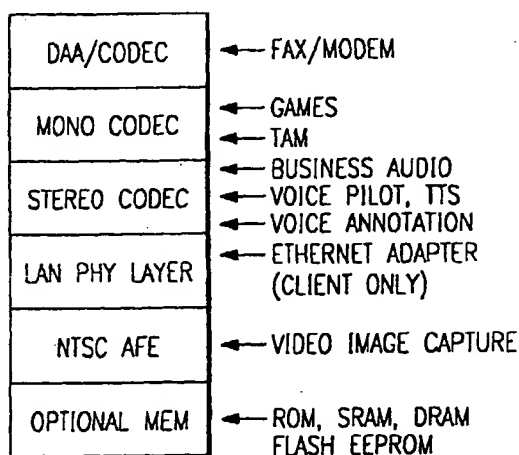 DAA/CODEC
FAX/MODEM
MONO CODEC
GAMES
TAM
STEREO CODEC
BUSINESS AUDIO
VOICE PILOT, TTS
VOICE ANNOTATION
LAN PHY LAYER
ETHERNET ADAPTER
(CLIENT ONLY)
NTSC AFE
VIDEO IMAGE CAPTURE
OPTIONAL MEM
ROM, SRAM, DRAM
FLASH EEPROM